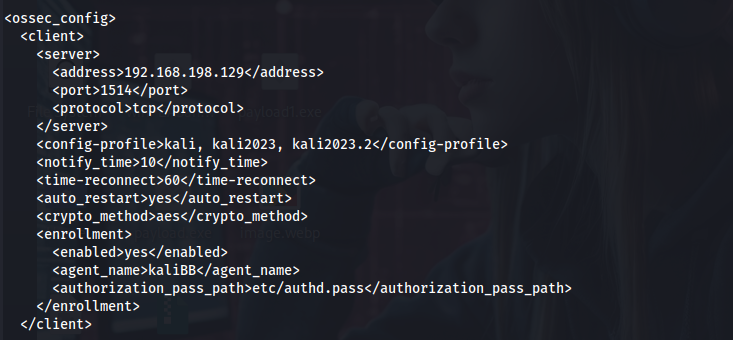 <ossec_config>
<client>
<server>
<address>192.168.198.129</address>
<port>1514</port>
<protocol>tcp</protocol>
</server>
<config-profile>kali, kali2023, kali2023.2</config-profile>
<notify_time>10</notify_time>
<time-reconnect>60</time-reconnect>
<auto_restart>yes</auto_restart>
<crypto_method>aes</crypto_method>
<enrollment>
<enabled>yes</enabled>
<agent_name>kaliBB</agent_name>
<authorization_pass_path>etc/authd.pass</authorization_pass_path>
</enrollment>
</client>